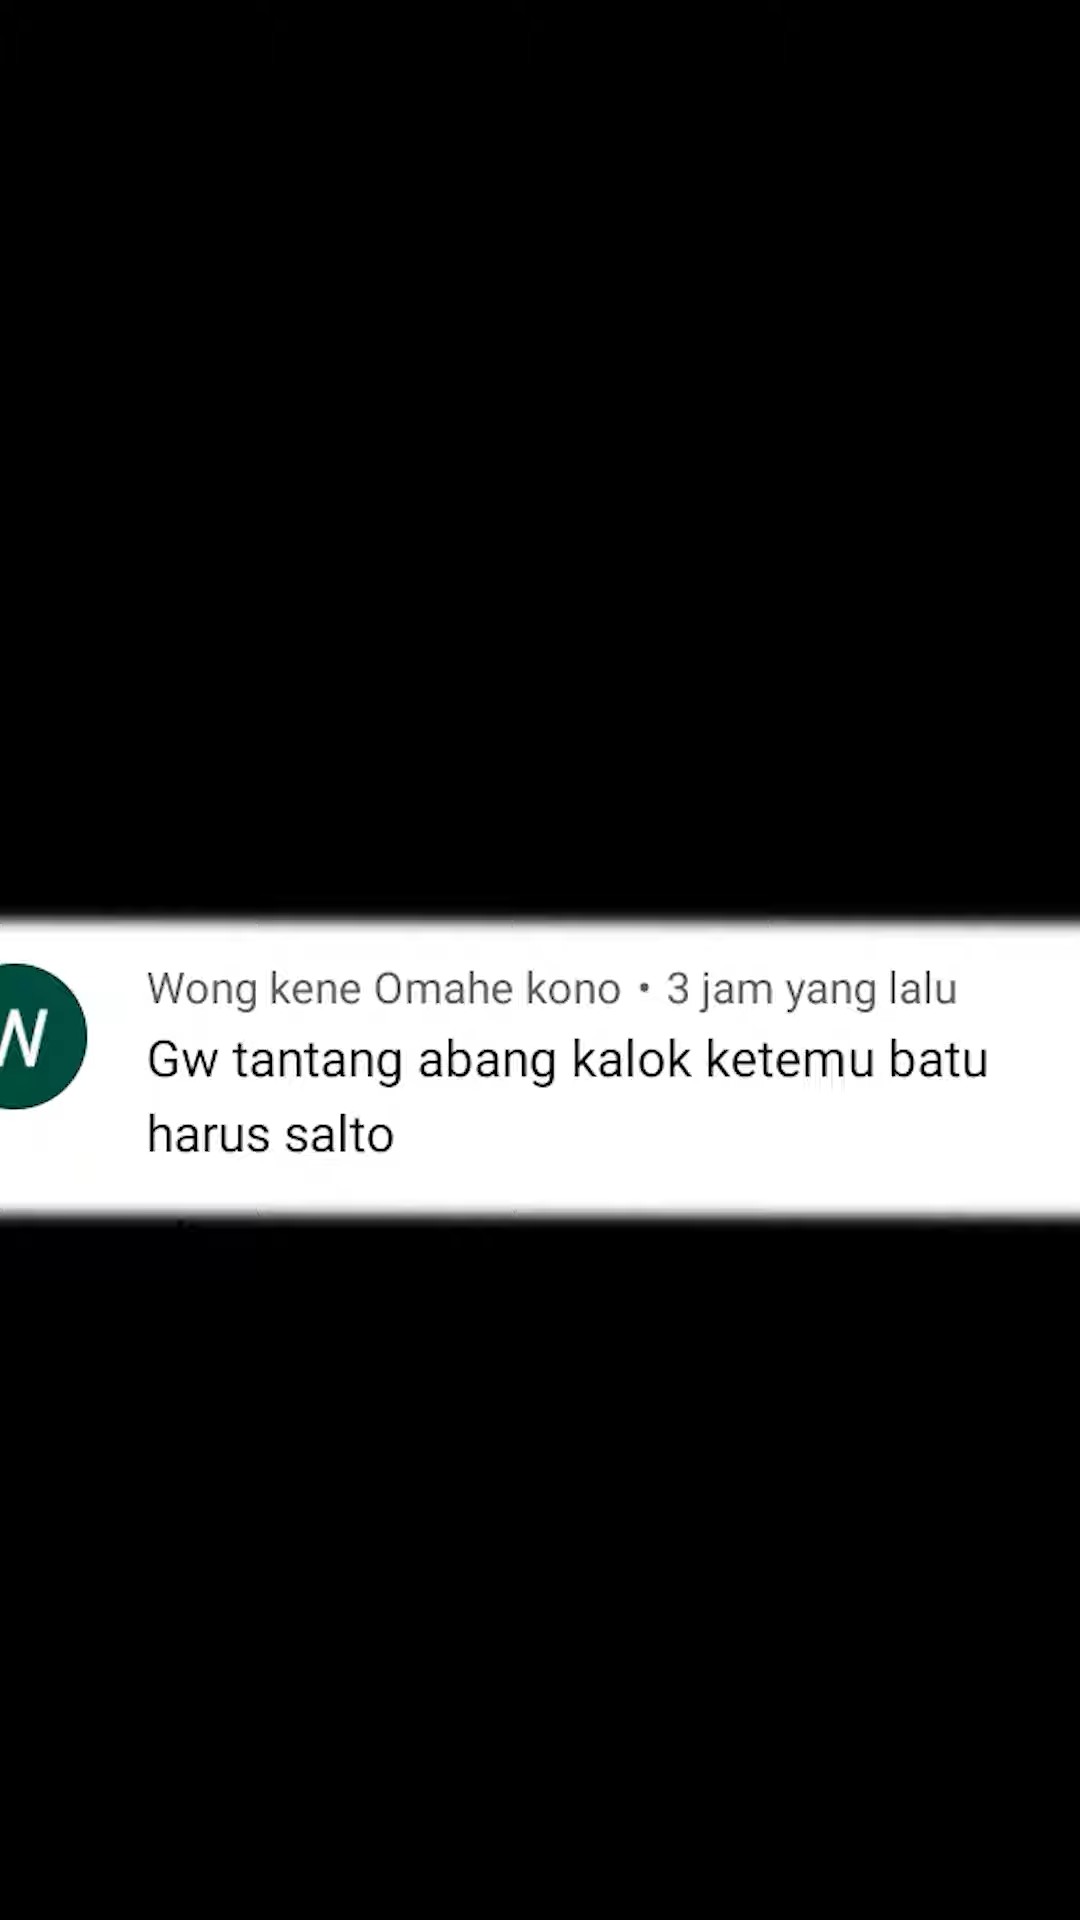 W
Wong kene Omahe kono • 3 jam yang lalu
Gw tantang abang kalok ketemu batu
harus salto